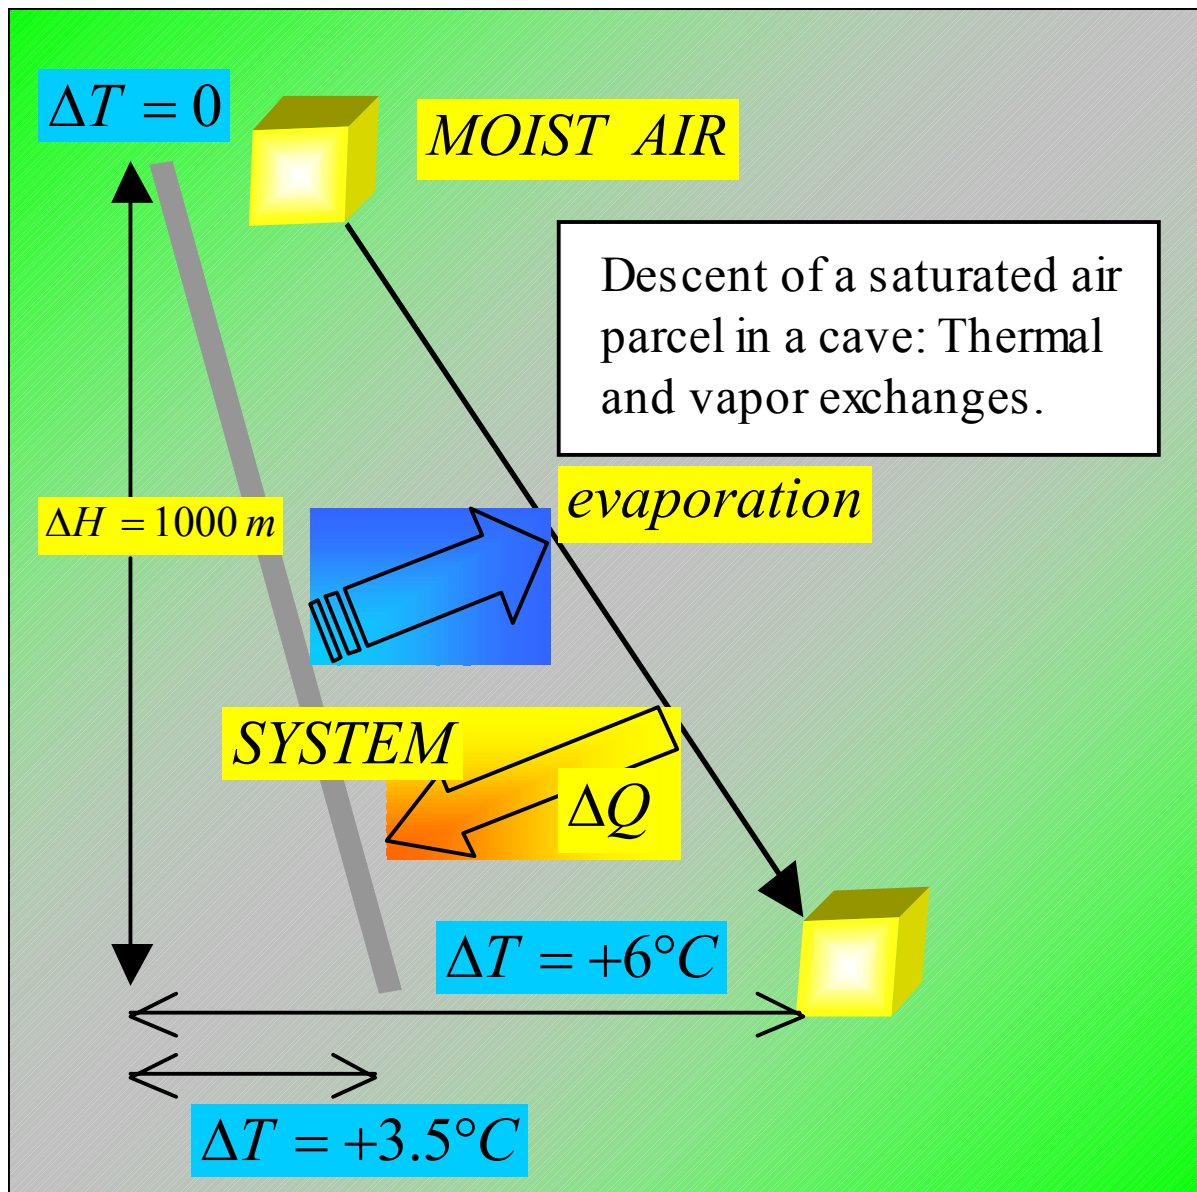 ΔT = 0
MOIST AIR
Descent of a saturated air
parcel in a cave: Thermal
and vapor exchanges.
evaporation
ΔH = 1000 m
SYSTEM
ΔQ
ΔT = +6°C
ΔT = +3.5°C